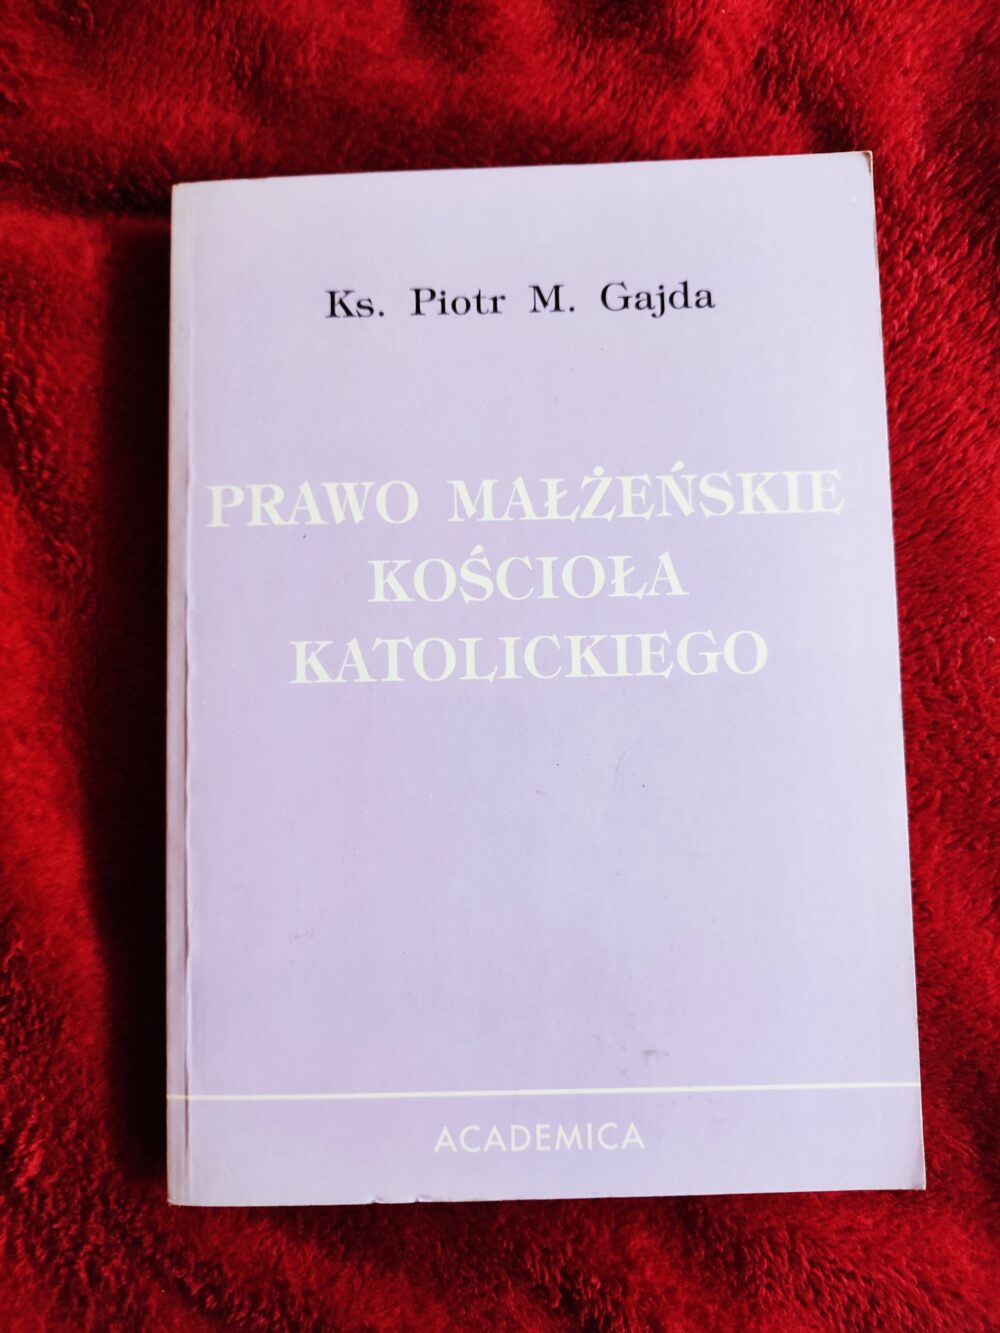 Ks. Piotr M. Gajda
PRAWO MAŁŻEŃSKIE
KOŚCIOŁA
KATOLICKIEGO
ACADEMICA